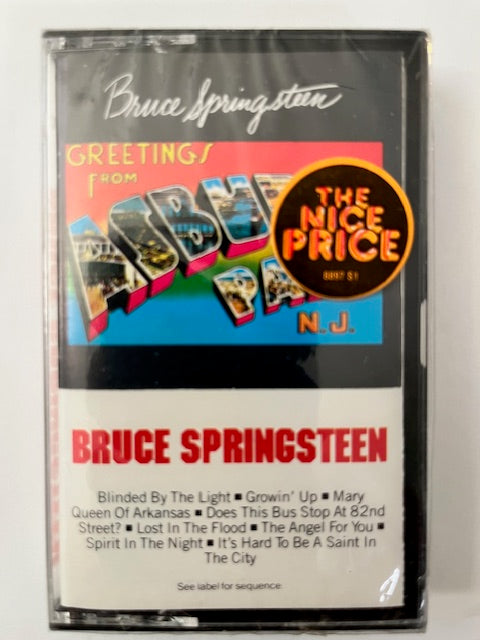 Bruce Springsteen
GREETINGS
FROM
ASBU
PA
N.J.
THE
NICE
PRICE
BRUCE SPRINGSTEEN
Blinded By The Light ■ Growin' Up ■ Mary
Queen Of Arkansas ■ Does This Bus Stop At 82nd
Street? ■ Lost In The Flood ■ The Angel For You ■
Spirit In The Night ■ It's Hard To Be A Saint In
The City
See label for sequence.